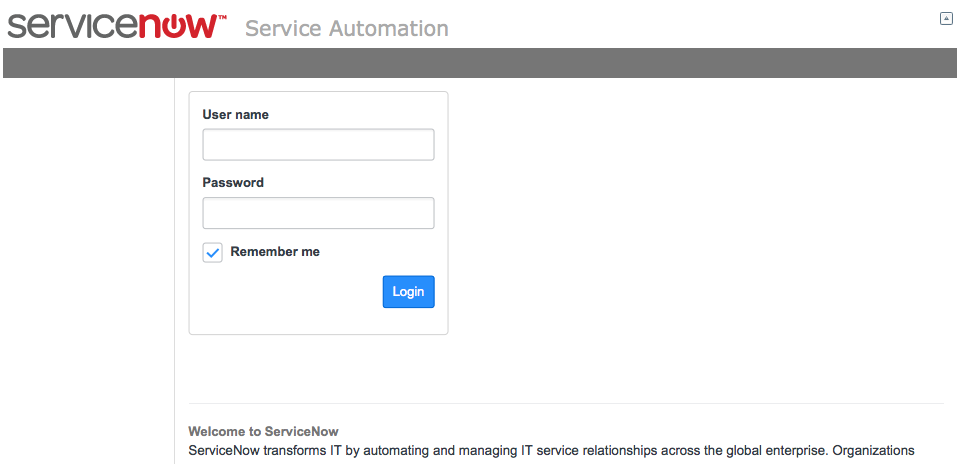 servicenow™ Service Automation
User name
Password
Remember me
Login
Welcome to ServiceNow
ServiceNow transforms IT by automating and managing IT service relationships across the global enterprise. Organizations